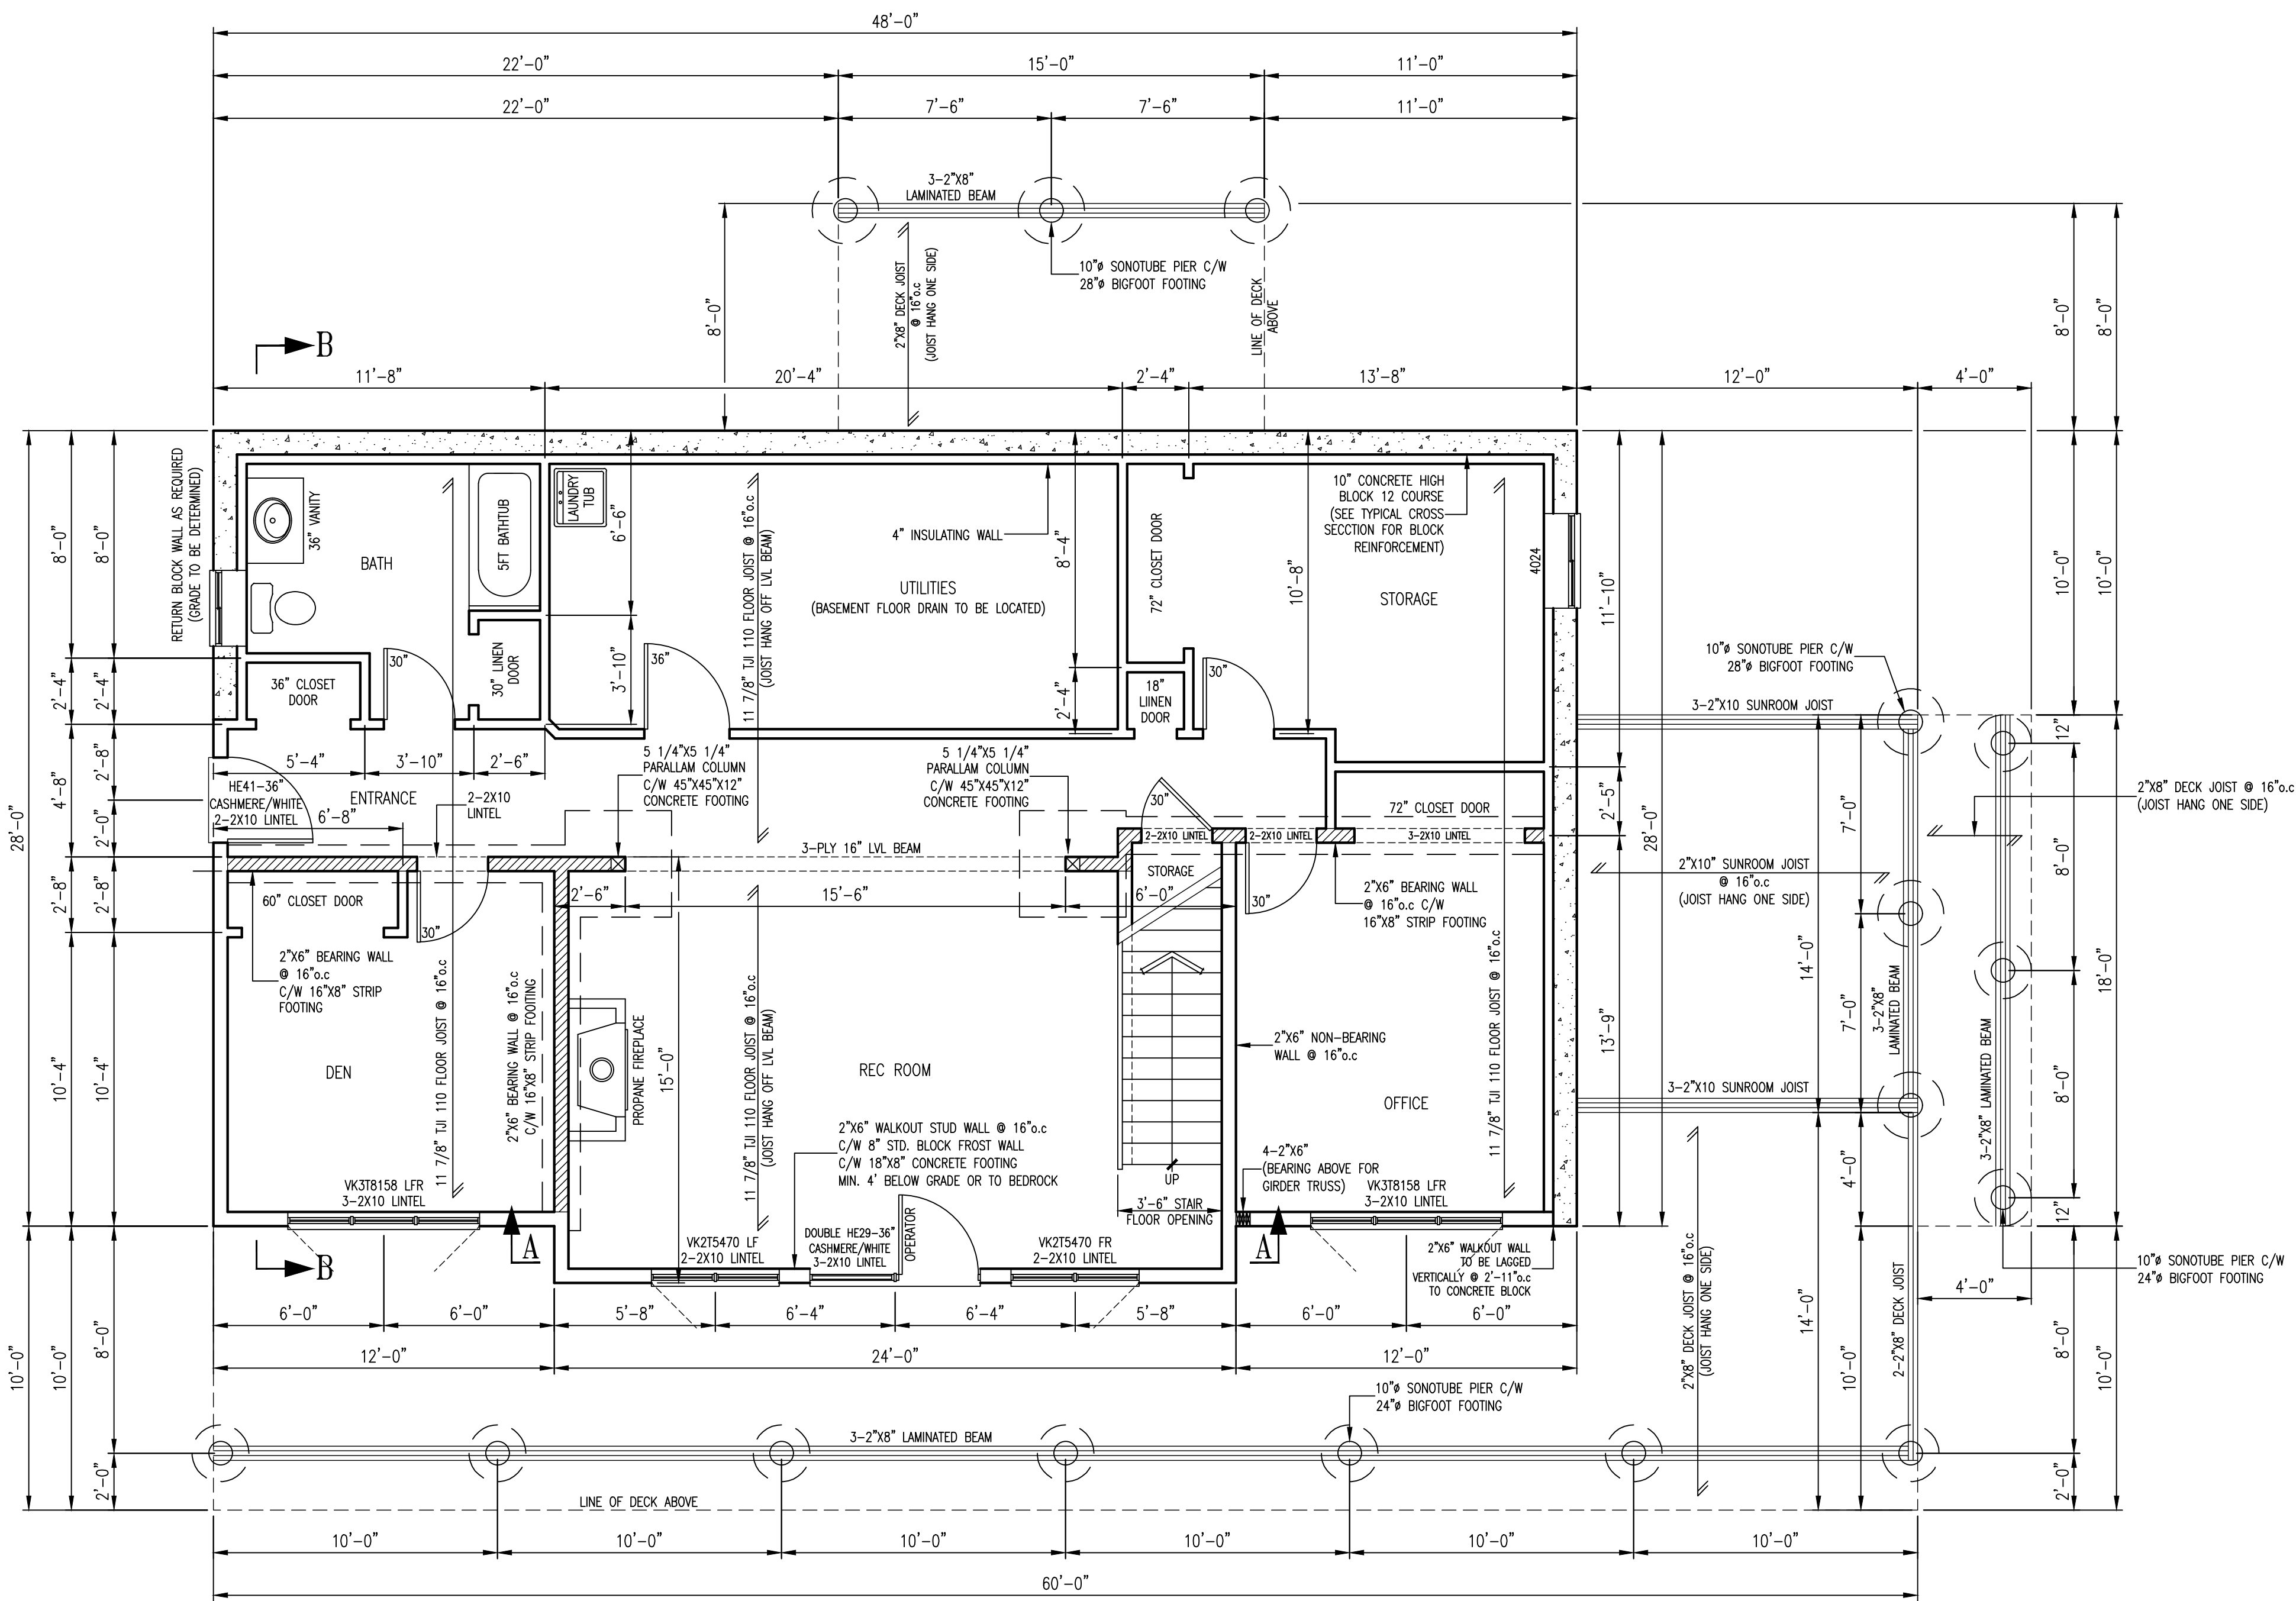 48'-0"
22'-0" 15'-0" 11'-0"
22'-0" 7'-6" 7'-6" 11'-0"
3-2"X8"
LAMINATED BEAM
10"ø SONOTUBE PIER C/W
28"ø BIGFOOT FOOTING
8'-0"
2"X8" DECK JOIST
@ 16"o.c
(JOIST HANG ONE SIDE)
LINE OF DECK
ABOVE
8'-0"
8'-0"
B
11'-8" 20'-4" 2'-4" 13'-8" 12'-0" 4'-0"
RETURN BLOCK WALL AS REQUIRED
(GRADE TO BE DETERMINED)
28'-0"
8'-0"
2'-4"
4'-8"
2'-8"
10'-4"
8'-0"
2'-4"
2'-8"
2'-0"
2'-8"
10'-4"
36" VANITY
BATH
5FT BATHTUB
LAUNDRY
TUB
6'-6"
3'-10"
30" LINEN
DOOR
36" CLOSET
DOOR
30"
36"
11 7/8" TJI 110 FLOOR JOIST @ 16"o.c
(JOIST HANG OFF LVL BEAM)
4" INSULATING WALL
UTILITIES
(BASEMENT FLOOR DRAIN TO BE LOCATED)
8'-4"
2'-4"
72" CLOSET DOOR
18"
LIINEN
DOOR
30"
10'-8"
10" CONCRETE HIGH
BLOCK 12 COURSE
(SEE TYPICAL CROSS
SECCTION FOR BLOCK
REINFORCEMENT)
4024
STORAGE
11'-10"
2'-5"
13'-9"
28'-0"
10'-0"
10'-0"
10"ø SONOTUBE PIER C/W
28"ø BIGFOOT FOOTING
3-2"X10 SUNROOM JOIST
12"
5'-4" 3'-10" 2'-6"
HE41-36"
CASHMERE/WHITE
2-2X10 LINTEL
ENTRANCE
6'-8"
2-2X10
LINTEL
5 1/4"X5 1/4"
PARALLAM COLUMN
C/W 45"X45"X12"
CONCRETE FOOTING
5 1/4"X5 1/4"
PARALLAM COLUMN
C/W 45"X45"X12"
CONCRETE FOOTING
30"
72" CLOSET DOOR
2-2X10 LINTEL
2-2X10 LINTEL
3-2X10 LINTEL
3-PLY 16" LVL BEAM
STORAGE
2"X8" DECK JOIST @ 16"o.c
(JOIST HANG ONE SIDE)
2"X10" SUNROOM JOIST
@ 16"o.c
(JOIST HANG ONE SIDE)
7'-0"
7'-0"
14'-0"
8'-0"
8'-0"
18'-0"
60" CLOSET DOOR
30"
2'-6" 15'-6" 6'-0"
30"
2"X6" BEARING WALL
@ 16"o.c C/W
16"X8" STRIP FOOTING
2"X6" BEARING WALL
@ 16"o.c
C/W 16"X8" STRIP
FOOTING
DEN
11 7/8" TJI 110 FLOOR JOIST @ 16"o.c
2"X6" BEARING WALL @ 16"o.c
C/W 16"X8" STRIP FOOITING
PROPANE FIREPLACE
15'-0"
11 7/8" TJI 110 FLOOR JOIST @ 16"o.c
(JOIST HANG OFF LVL BEAM)
REC ROOM
2"X6" WALKOUT STUD WALL @ 16"o.c
C/W 8" STD. BLOCK FROST WALL
C/W 18"X8" CONCRETE FOOTING
MIN. 4' BELOW GRADE OR TO BEDROCK
2"X6" NON-BEARING
WALL @ 16"o.c
OFFICE
11 7/8" TJI 110 FLOOR JOIST @ 16"o.c
3-2"X8"
LAMINATED BEAM
3-2"X8" LAMINATED BEAM
3-2"X10 SUNROOM JOIST
UP
3'-6" STAIR
FLOOR OPENING
4-2"X6"
(BEARING ABOVE FOR
GIRDER TRUSS)
VK3T8158 LFR
3-2X10 LINTEL
VK3T8158 LFR
3-2X10 LINTEL
4'-0"
12"
A
A
B
VK2T5470 LF
2-2X10 LINTEL
DOUBLE HE29-36"
CASHMERE/WHITE
3-2X10 LINTEL
OPERATOR
VK2T5470 FR
2-2X10 LINTEL
2"X6" WALKOUT WALL
TO BE LAGGED
VERTICALLY @ 2'-11"o.c
TO CONCRETE BLOCK
2"X8" DECK JOIST @ 16"o.c
(JOIST HANG ONE SIDE)
2-2"X8" DECK JOIST
10"ø SONOTUBE PIER C/W
24"ø BIGFOOT FOOTING
4'-0"
6'-0" 6'-0" 5'-8" 6'-4" 6'-4" 5'-8" 6'-0" 6'-0"
12'-0" 24'-0" 12'-0"
10'-0"
10'-0"
8'-0"
2'-0"
14'-0"
10'-0"
8'-0"
2'-0"
10'-0"
10"ø SONOTUBE PIER C/W
24"ø BIGFOOT FOOTING
3-2"X8" LAMINATED BEAM
LINE OF DECK ABOVE
10'-0" 10'-0" 10'-0" 10'-0" 10'-0" 10'-0"
60'-0"